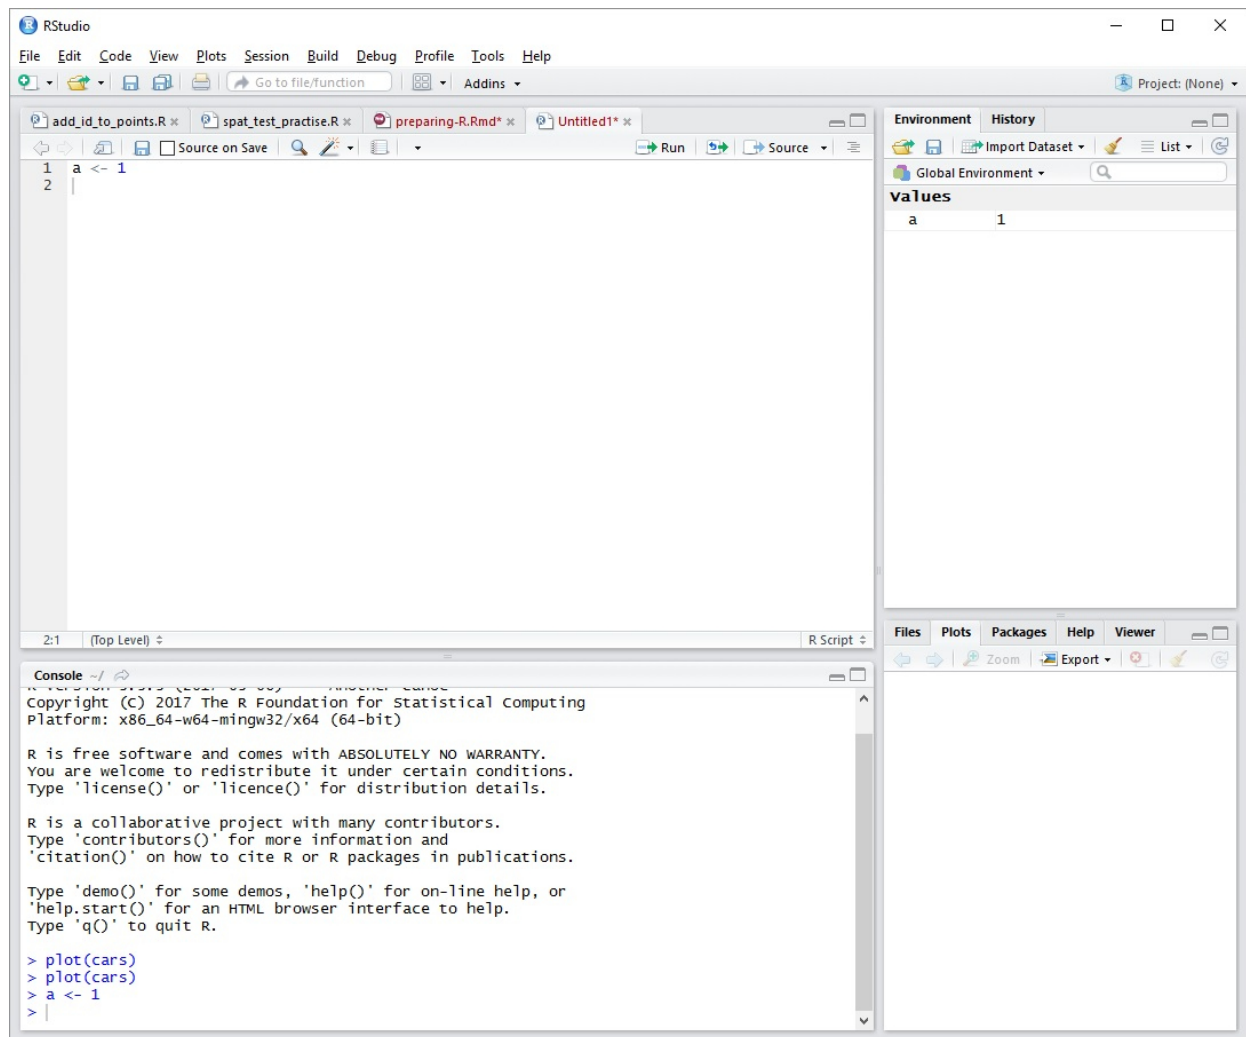 RStudio
File Edit Code View Plots Session Build Debug Profile Tools Help
Go to file/function Addins Project: (None)
add_id_to_points.R spat_test_practise.R preparing-R.Rmd* Untitled1*
Source on Save Run Source
1 a <- 1
2
2:1 (Top Level) R Script
Console ~/
Copyright (C) 2017 The R Foundation for Statistical Computing
Platform: x86_64-w64-mingw32/x64 (64-bit)
R is free software and comes with ABSOLUTELY NO WARRANTY.
You are welcome to redistribute it under certain conditions.
Type 'license()' or 'licence()' for distribution details.
R is a collaborative project with many contributors.
Type 'contributors()' for more information and
'citation()' on how to cite R or R packages in publications.
Type 'demo()' for some demos, 'help()' for on-line help, or
'help.start()' for an HTML browser interface to help.
Type 'q()' to quit R.
> plot(cars)
> plot(cars)
> a <- 1
>
Environment History
Import Dataset List
Global Environment
Values
a 1
Files Plots Packages Help Viewer
Zoom Export